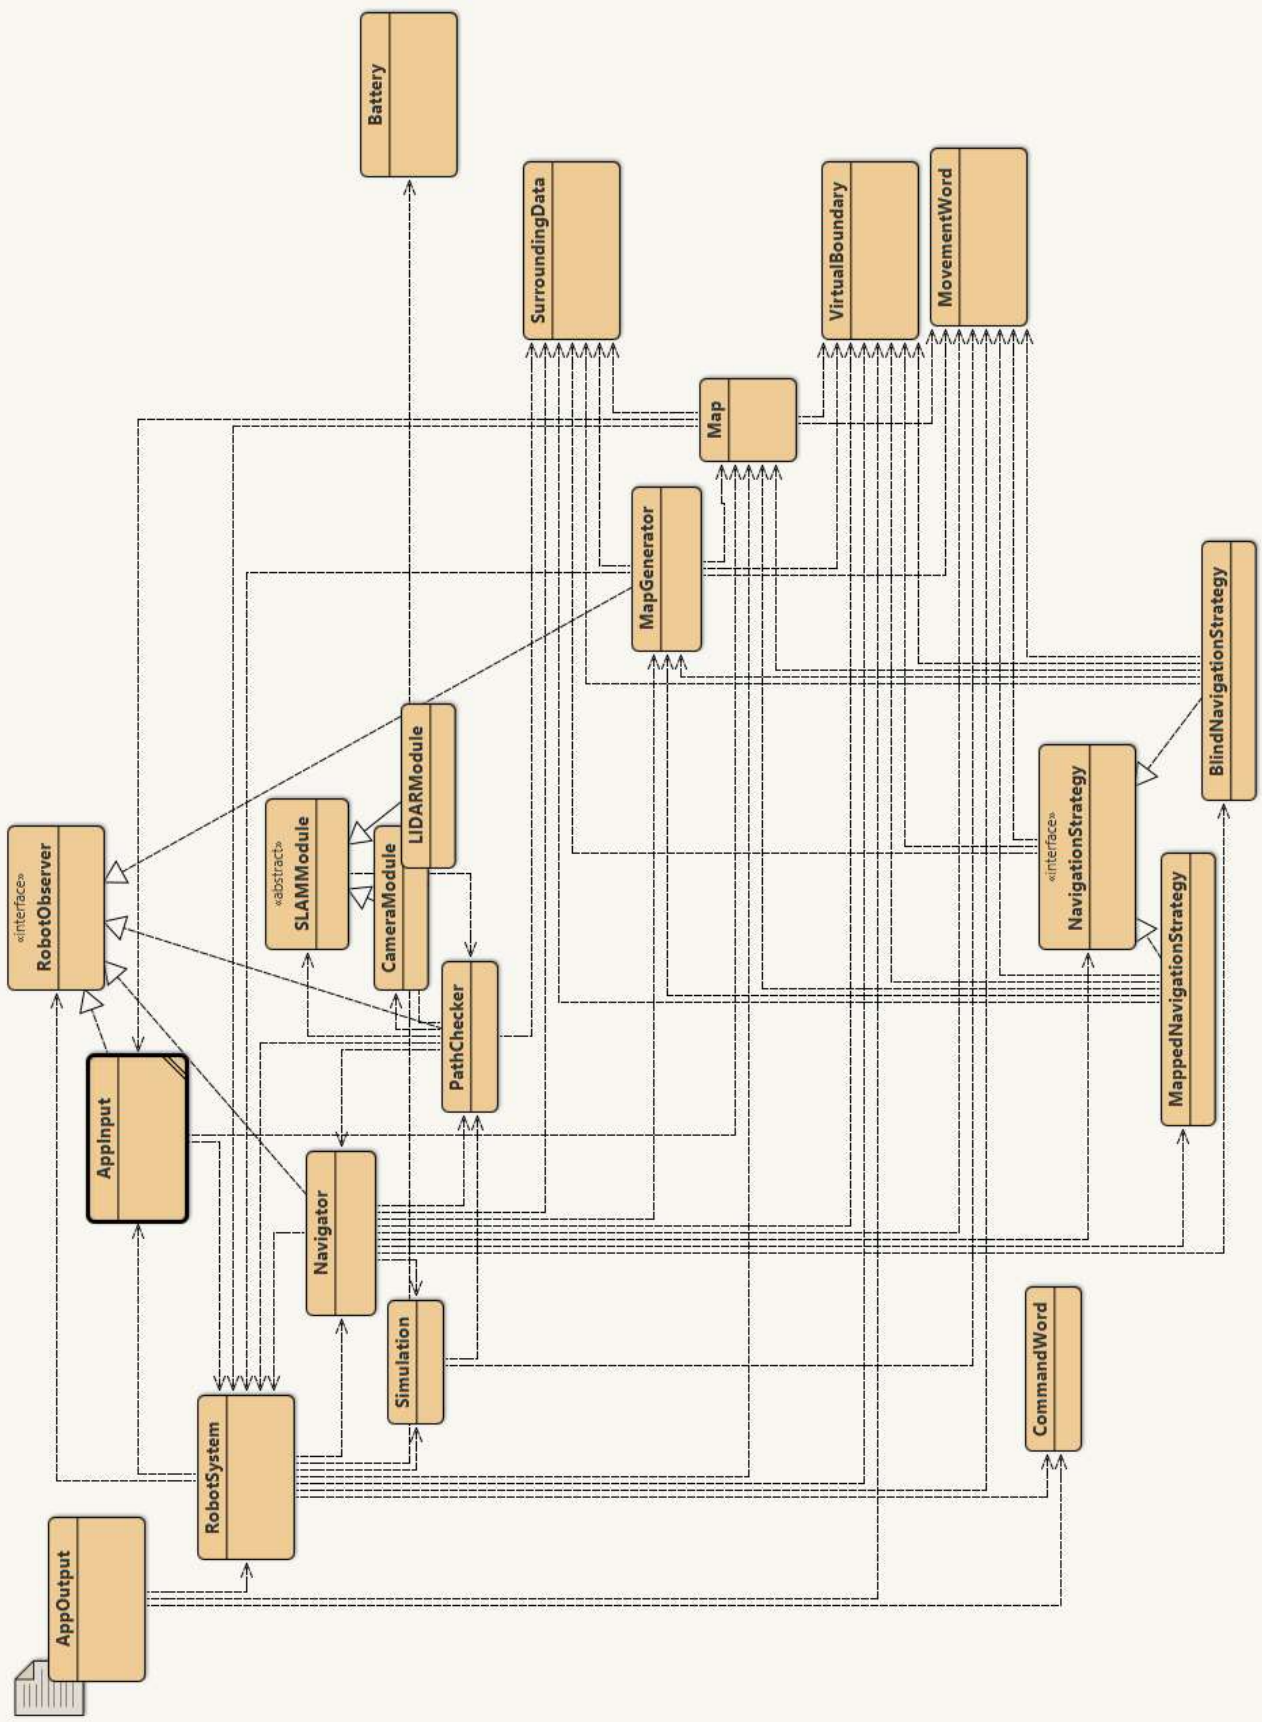 «interface»
RobotObserver
Battery
AppInput
«abstract»
SLAMModule
LIDARModule
CameraModule
SurroundingData
AppOutput
RobotSystem
Navigator
PathChecker
Simulation
MapGenerator
Map
VirtualBoundary
MovementWord
CommandWord
«interface»
NavigationStrategy
MappedNavigationStrategy
BlindNavigationStrategy